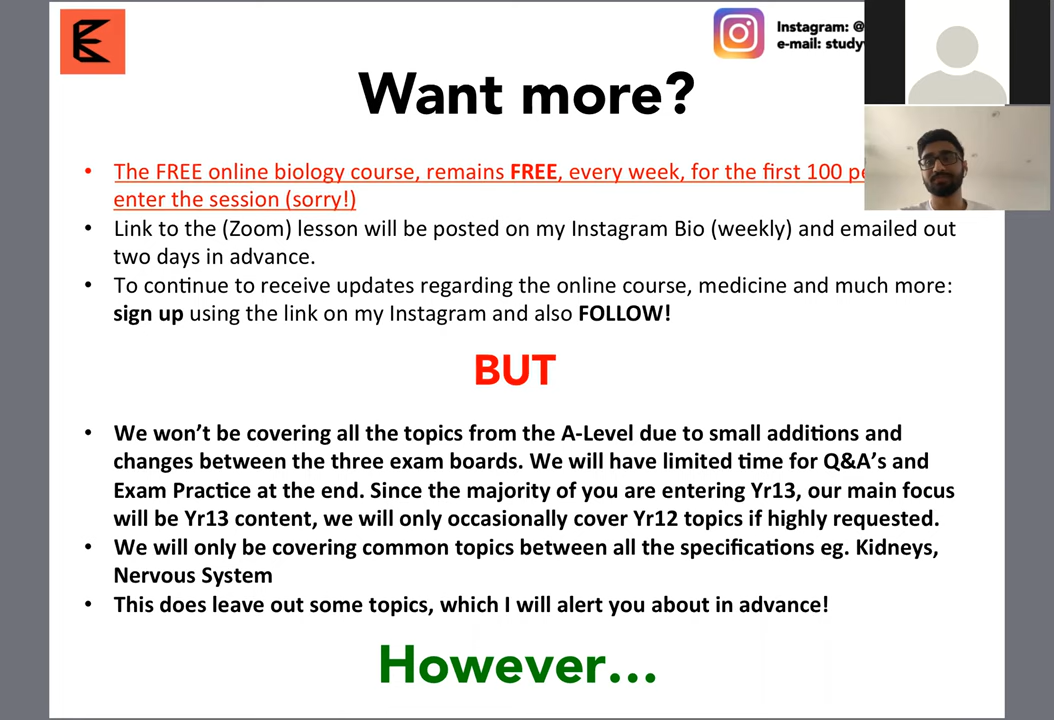 Instagram: @
e-mail: study
Want more?
• The FREE online biology course, remains FREE, every week, for the first 100
enter the session (sorry!)
• Link to the (Zoom) lesson will be posted on my Instagram Bio (weekly) and emailed out
two days in advance.
• To continue to receive updates regarding the online course, medicine and much more:
sign up using the link on my Instagram and also FOLLOW!
BUT
• We won’t be covering all the topics from the A-Level due to small additions and
changes between the three exam boards. We will have limited time for Q&A’s and
Exam Practice at the end. Since the majority of you are entering Yr13, our main focus
will be Yr13 content, we will only occasionally cover Yr12 topics if highly requested.
• We will only be covering common topics between all the specifications eg. Kidneys,
Nervous System
• This does leave out some topics, which I will alert you about in advance!
However...